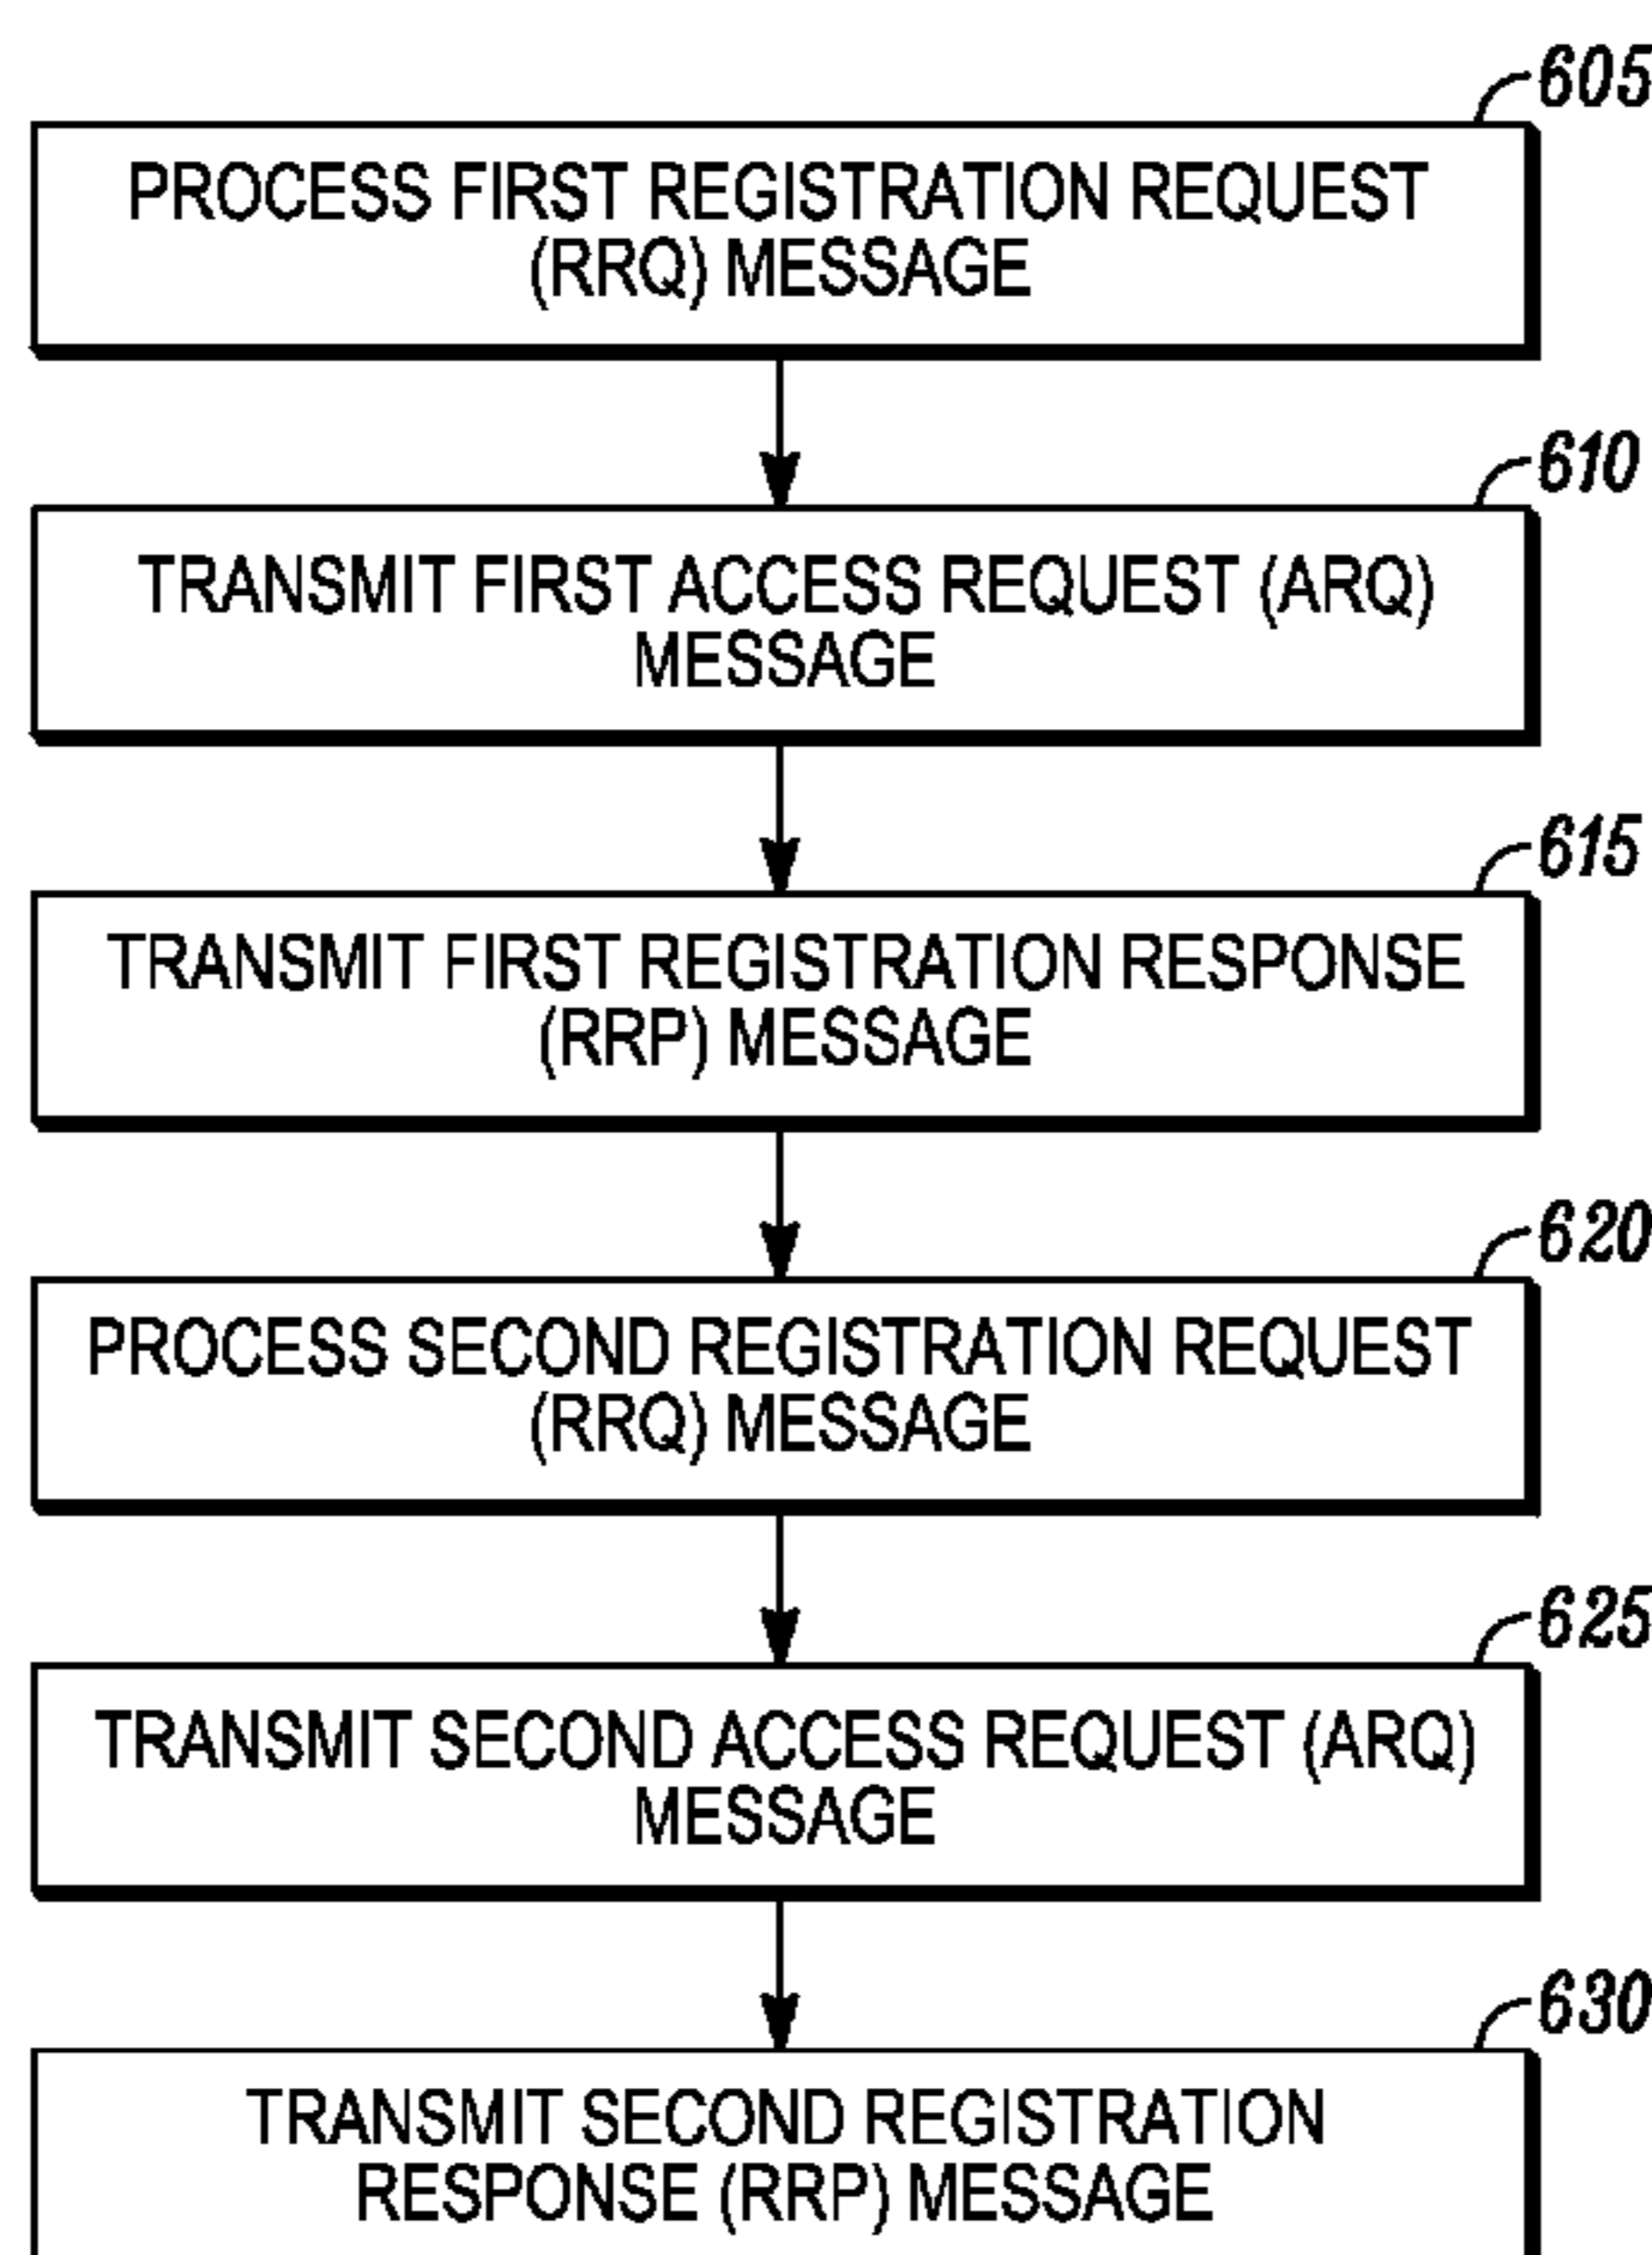 605
PROCESS FIRST REGISTRATION REQUEST
(RRQ) MESSAGE
610
TRANSMIT FIRST ACCESS REQUEST (ARQ)
MESSAGE
615
TRANSMIT FIRST REGISTRATION RESPONSE
(RRP) MESSAGE
620
PROCESS SECOND REGISTRATION REQUEST
(RRQ) MESSAGE
625
TRANSMIT SECOND ACCESS REQUEST (ARQ)
MESSAGE
630
TRANSMIT SECOND REGISTRATION
RESPONSE (RRP) MESSAGE